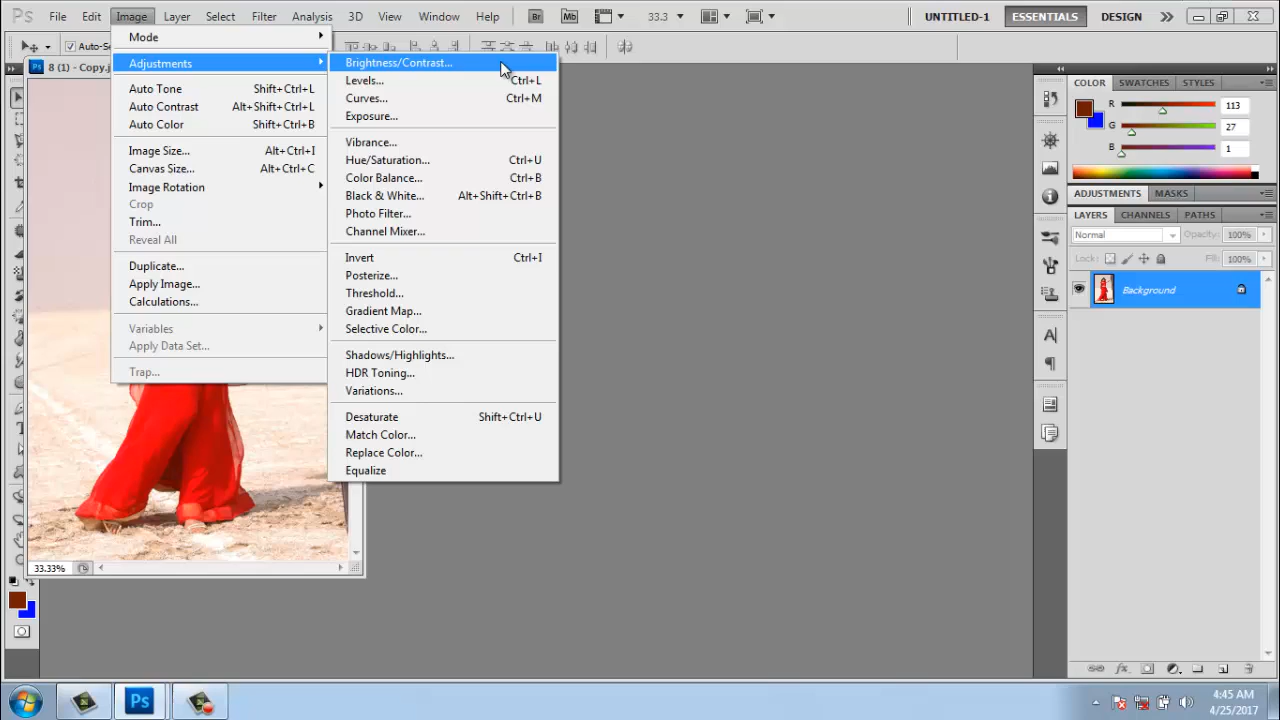 Ps File Edit Image Layer Select Filter Analysis 3D View Window Help Br Mb 33.3 UNTITLED-1 ESSENTIALS DESIGN
Auto-Se
8 (1) - Copy.j
Mode
Adjustments
Auto Tone Shift+Ctrl+L
Auto Contrast Alt+Shift+Ctrl+L
Auto Color Shift+Ctrl+B
Image Size... Alt+Ctrl+I
Canvas Size... Alt+Ctrl+C
Image Rotation
Crop
Trim...
Reveal All
Duplicate...
Apply Image...
Calculations...
Variables
Apply Data Set...
Trap...
Brightness/Contrast...
Levels... Ctrl+L
Curves... Ctrl+M
Exposure...
Vibrance...
Hue/Saturation... Ctrl+U
Color Balance... Ctrl+B
Black & White... Alt+Shift+Ctrl+B
Photo Filter...
Channel Mixer...
Invert Ctrl+I
Posterize...
Threshold...
Gradient Map...
Selective Color...
Shadows/Highlights...
HDR Toning...
Variations...
Desaturate Shift+Ctrl+U
Match Color...
Replace Color...
Equalize
33.33%
COLOR SWATCHES STYLES
R 113
G 27
B 1
ADJUSTMENTS MASKS
LAYERS CHANNELS PATHS
Normal Opacity: 100%
Lock: Fill: 100%
Background
Ps
4:45 AM
4/25/2017